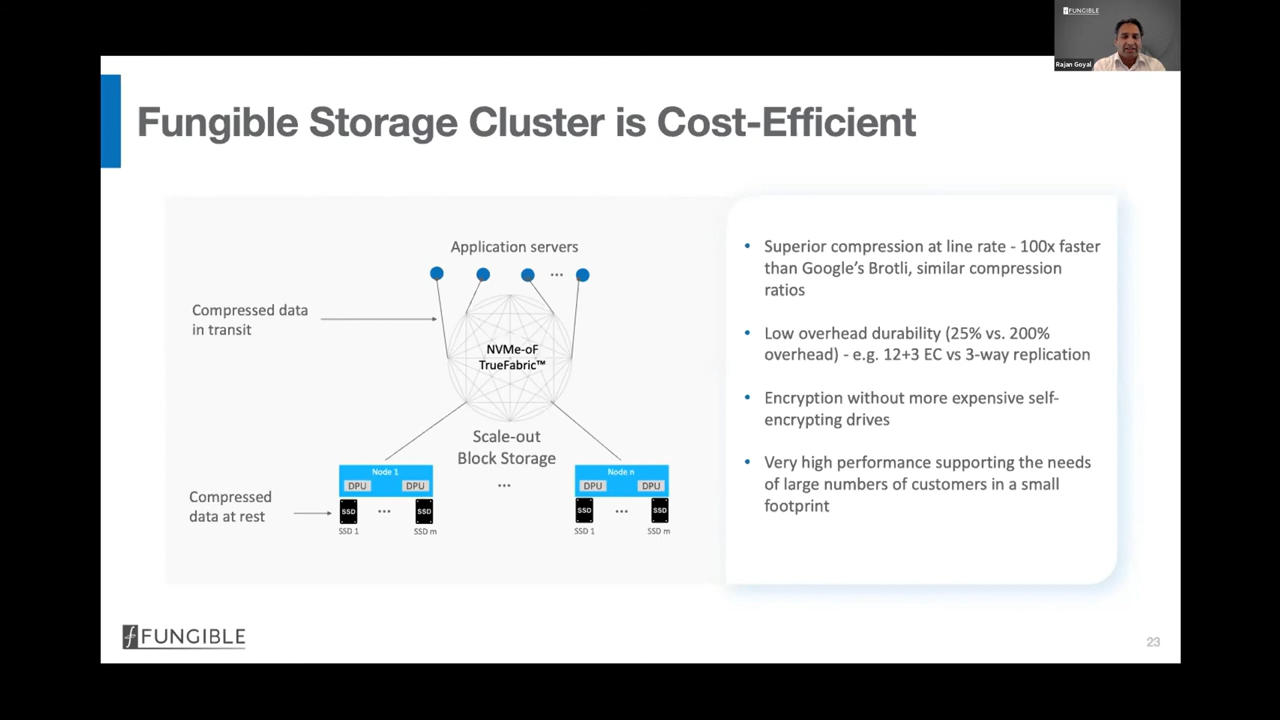 FUNGIBLE
Rajan Goyal
Fungible Storage Cluster is Cost-Efficient
Application servers
...
Compressed data
in transit
NVMe-oF
TrueFabric™
Scale-out
Block Storage
...
Node 1
DPU DPU
SSD ... SSD
SSD 1 SSD m
Node n
DPU DPU
SSD ... SSD
SSD 1 SSD m
Compressed
data at rest
• Superior compression at line rate - 100x faster
than Google’s Brotli, similar compression
ratios
• Low overhead durability (25% vs. 200%
overhead) - e.g. 12+3 EC vs 3-way replication
• Encryption without more expensive self-
encrypting drives
• Very high performance supporting the needs
of large numbers of customers in a small
footprint
f FUNGIBLE
23